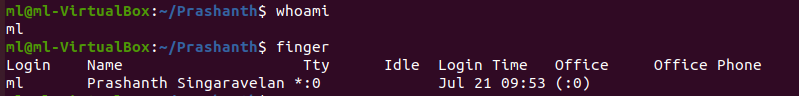 ml@ml-VirtualBox:~/Prashanth$ whoami
ml
ml@ml-VirtualBox:~/Prashanth$ finger
Login    Name                   Tty      Idle  Login Time   Office     Office Phone
ml       Prashanth Singaravelan *:0            Jul 21 09:53 (:0)